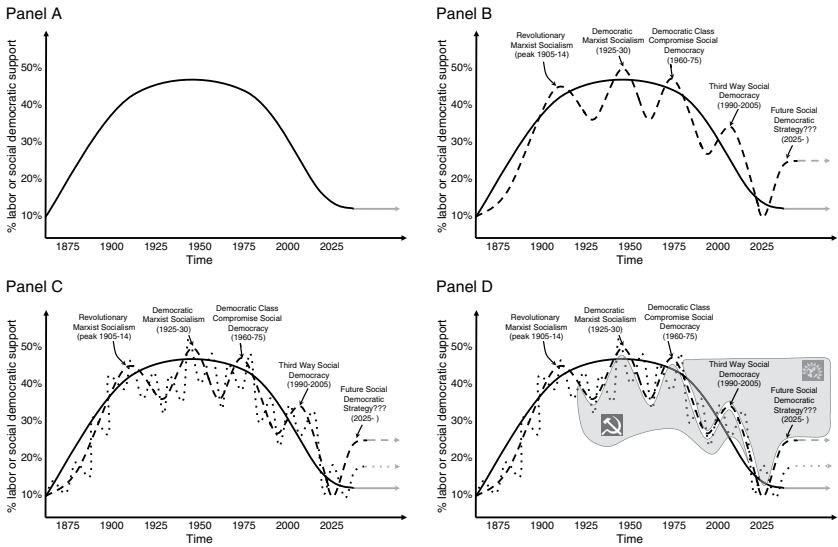 Panel A
% labor or social democratic support
50%
40%
30%
20%
10%
1875 1900 1925 1950 1975 2000 2025
Time
Panel B
% labor or social democratic support
50%
40%
30%
20%
10%
Revolutionary
Marxist Socialism
(peak 1905-14)
Democratic
Marxist Socialism
(1925-30)
Democratic Class
Compromise Social
Democracy
(1960-75)
Third Way Social
Democracy
(1990-2005)
Future Social
Democratic
Strategy???
(2025- )
1875 1900 1925 1950 1975 2000 2025
Time
Panel C
% labor or social democratic support
50%
40%
30%
20%
10%
Revolutionary
Marxist Socialism
(peak 1905-14)
Democratic
Marxist Socialism
(1925-30)
Democratic Class
Compromise Social
Democracy
(1960-75)
Third Way Social
Democracy
(1990-2005)
Future Social
Democratic
Strategy???
(2025- )
1875 1900 1925 1950 1975 2000 2025
Time
Panel D
% labor or social democratic support
50%
40%
30%
20%
10%
Revolutionary
Marxist Socialism
(peak 1905-14)
Democratic
Marxist Socialism
(1925-30)
Democratic Class
Compromise Social
Democracy
(1960-75)
Third Way Social
Democracy
(1990-2005)
Future Social
Democratic
Strategy???
(2025- )
1875 1900 1925 1950 1975 2000 2025
Time